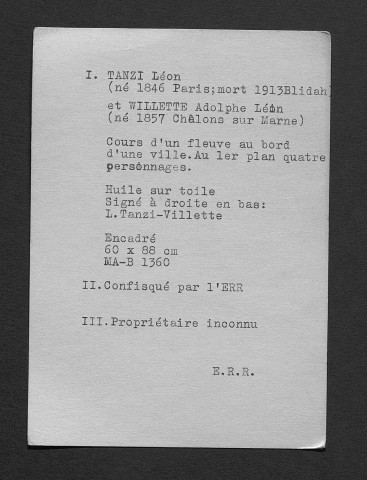 I. TANZI Léon
(né 1846 Paris;mort 1913Blidah)
et WILLETTE Adolphe Léon
(né 1857 Châlons sur Marne)
Cours d'un fleuve au bord
d'une ville.Au 1er plan quatre
personnages.
Huile sur toile
Signé à droite en bas:
L.Tanzi-Villette
Encadré
60 x 88 cm
MA-B 1360
II.Confisqué par l'ERR
III.Propriétaire inconnu
E.R.R.